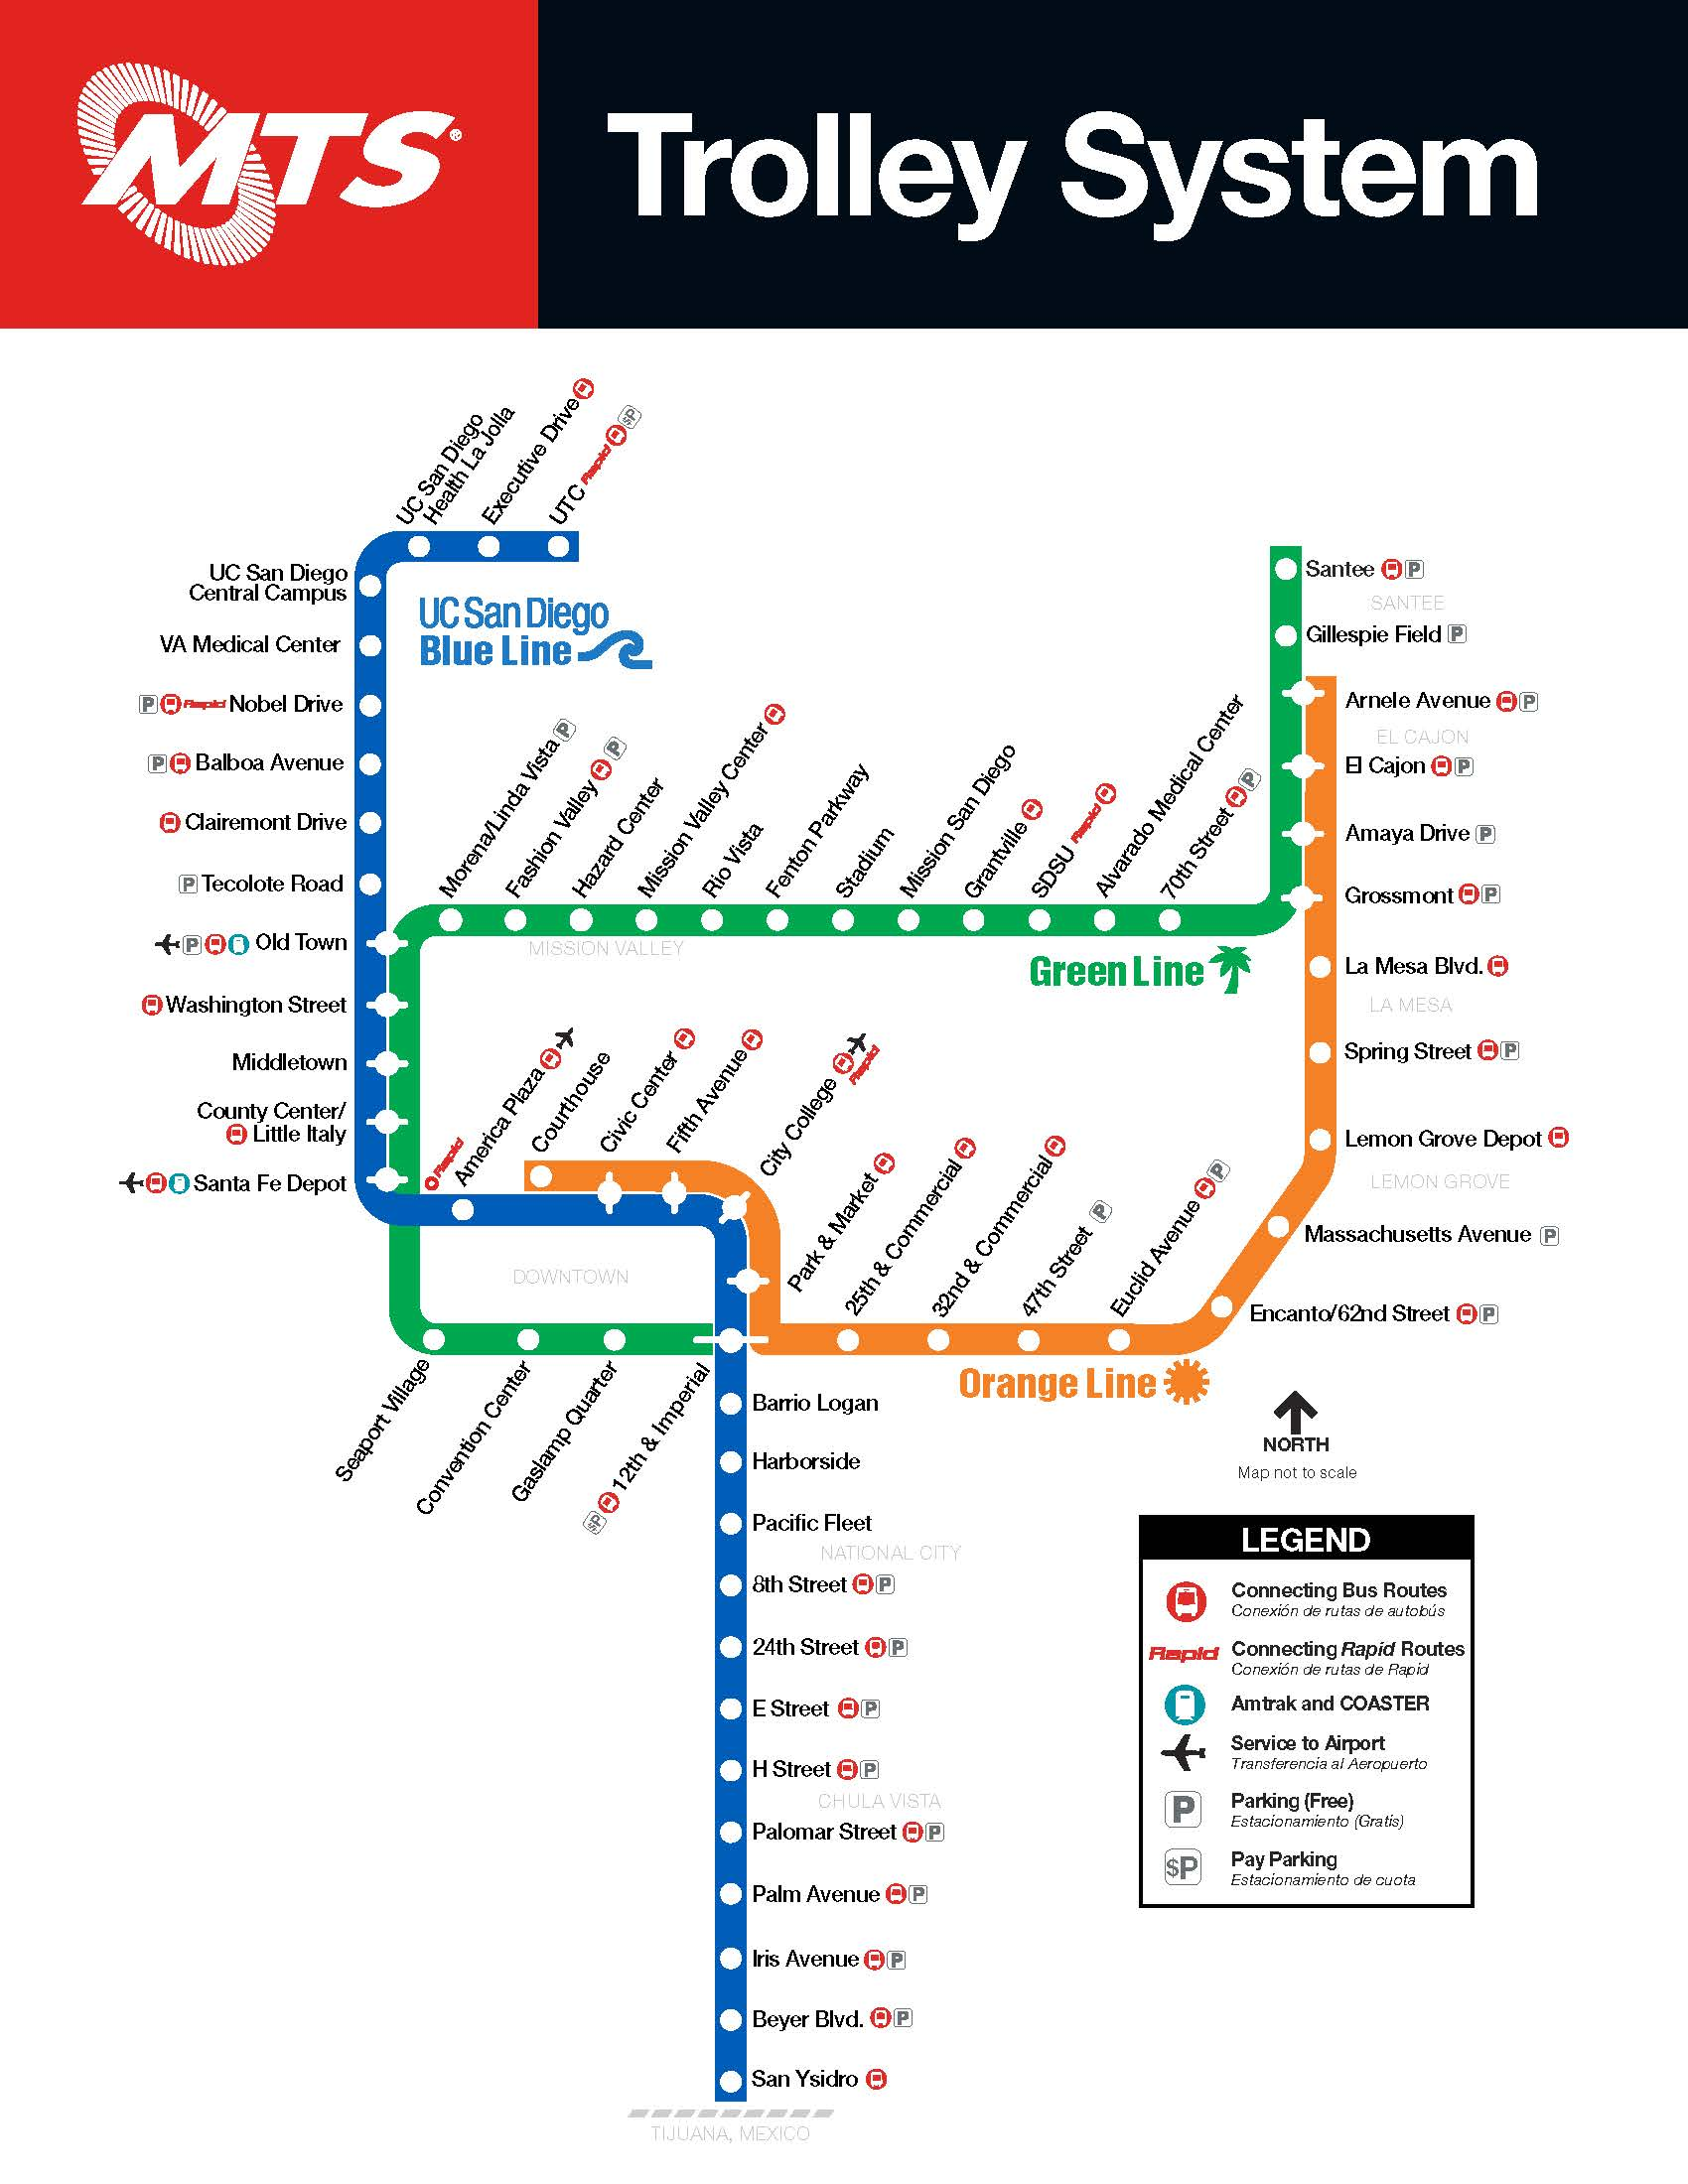 MTS®
Trolley System
UC San Diego
Health La Jolla
Executive Drive
UTC Rapid $P
UC San Diego
Central Campus
VA Medical Center
P Rapid Nobel Drive
P Balboa Avenue
Clairemont Drive
P Tecolote Road
P Old Town
Washington Street
Middletown
County Center/
Little Italy
Santa Fe Depot
UC San Diego
Blue Line
Morena/Linda Vista P
Fashion Valley P
Hazard Center
Mission Valley Center
Rio Vista
Fenton Parkway
Stadium
Mission San Diego
Grantville
SDSU Rapid
Alvarado Medical Center
70th Street P
MISSION VALLEY
Green Line
Santee P
SANTEE
Gillespie Field P
Arnele Avenue P
EL CAJON
El Cajon P
Amaya Drive P
Grossmont P
La Mesa Blvd.
LA MESA
Spring Street P
Lemon Grove Depot
LEMON GROVE
Massachusetts Avenue P
Encanto/62nd Street P
Rapid
America Plaza
Courthouse
Civic Center
Fifth Avenue
City College Rapid
Park & Market
25th & Commercial
32nd & Commercial
47th Street P
Euclid Avenue P
DOWNTOWN
Orange Line
Seaport Village
Convention Center
Gaslamp Quarter
$P 12th & Imperial
Barrio Logan
Harborside
Pacific Fleet
NATIONAL CITY
8th Street P
24th Street P
E Street P
H Street P
CHULA VISTA
Palomar Street P
Palm Avenue P
Iris Avenue P
Beyer Blvd. P
San Ysidro
TIJUANA, MEXICO
NORTH
Map not to scale
LEGEND
Connecting Bus Routes
Conexión de rutas de autobús
Rapid Connecting Rapid Routes
Conexión de rutas de Rapid
Amtrak and COASTER
Service to Airport
Transferencia al Aeropuerto
P Parking (Free)
Estacionamiento (Gratis)
$P Pay Parking
Estacionamiento de cuota